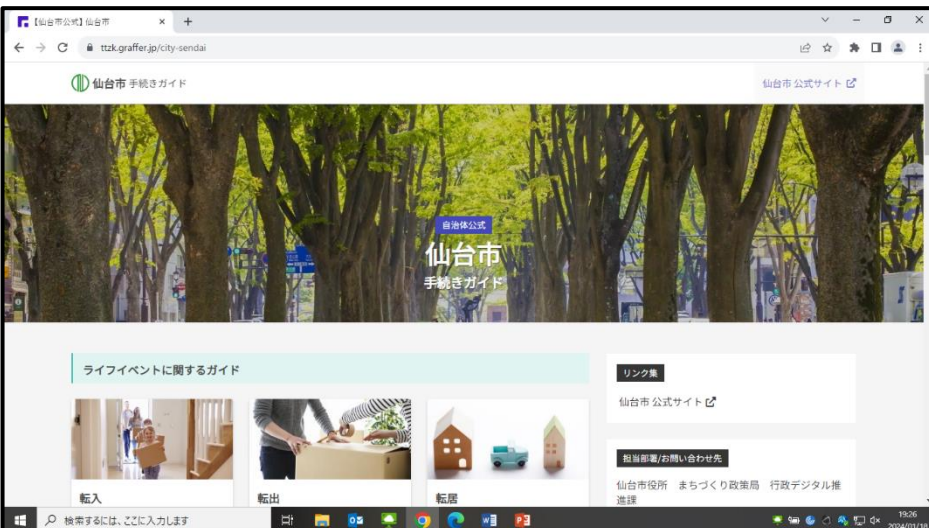 【仙台市公式】仙台市
ttzk.graffer.jp/city-sendai
仙台市 手続きガイド
仙台市 公式サイト
自治体公式
仙台市
手続きガイド
ライフイベントに関するガイド
転入
転出
転居
リンク集
仙台市 公式サイト
担当部署/お問い合わせ先
仙台市役所　まちづくり政策局　行政デジタル推
進課
検索するには、ここに入力します
19:26
2024/01/18